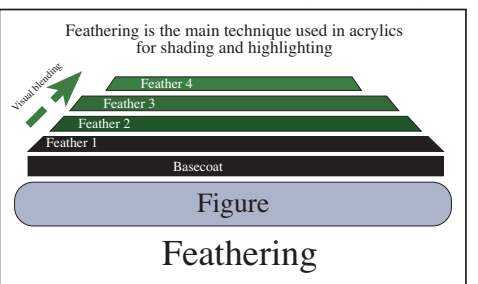 Feathering is the main technique used in acrylics
for shading and highlighting
Visual blending
Feather 4
Feather 3
Feather 2
Feather 1
Basecoat
Figure
Feathering